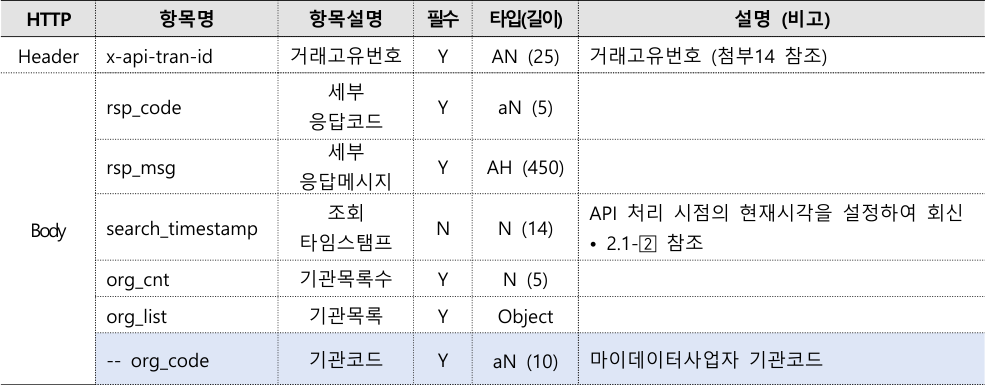 HTTP 항목명 항목설명 필수 타입(길이) 설명 (비고)
Header x-api-tran-id 거래고유번호 Y AN (25) 거래고유번호 (첨부14 참조)
Body
rsp_code 세부 Y aN (5)
응답코드
rsp_msg 세부 Y AH (450)
응답메시지
search_timestamp 조회 N N (14) API 처리 시점의 현재시각을 설정하여 회신
타임스탬프 • 2.1-2 참조
org_cnt 기관목록수 Y N (5)
org_list 기관목록 Y Object
-- org_code 기관코드 Y aN (10) 마이데이터사업자 기관코드